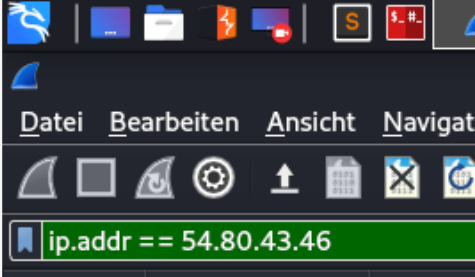 S
$_ #_
Datei Bearbeiten Ansicht Navigat
ip.addr == 54.80.43.46